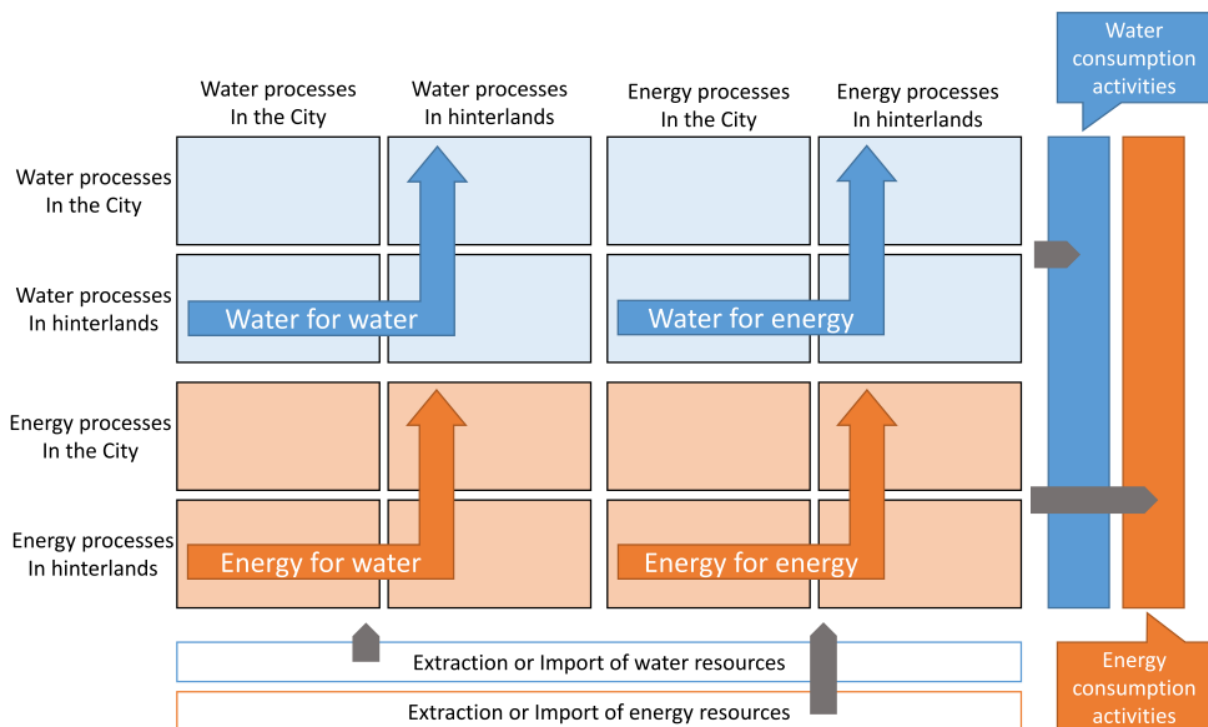 Water
consumption
activities
Water processes
In the City
Water processes
In hinterlands
Energy processes
In the City
Energy processes
In hinterlands
Water processes
In the City
Water processes
In hinterlands
Water for water
Water for energy
Energy processes
In the City
Energy processes
In hinterlands
Energy for water
Energy for energy
Extraction or Import of water resources
Extraction or Import of energy resources
Energy
consumption
activities